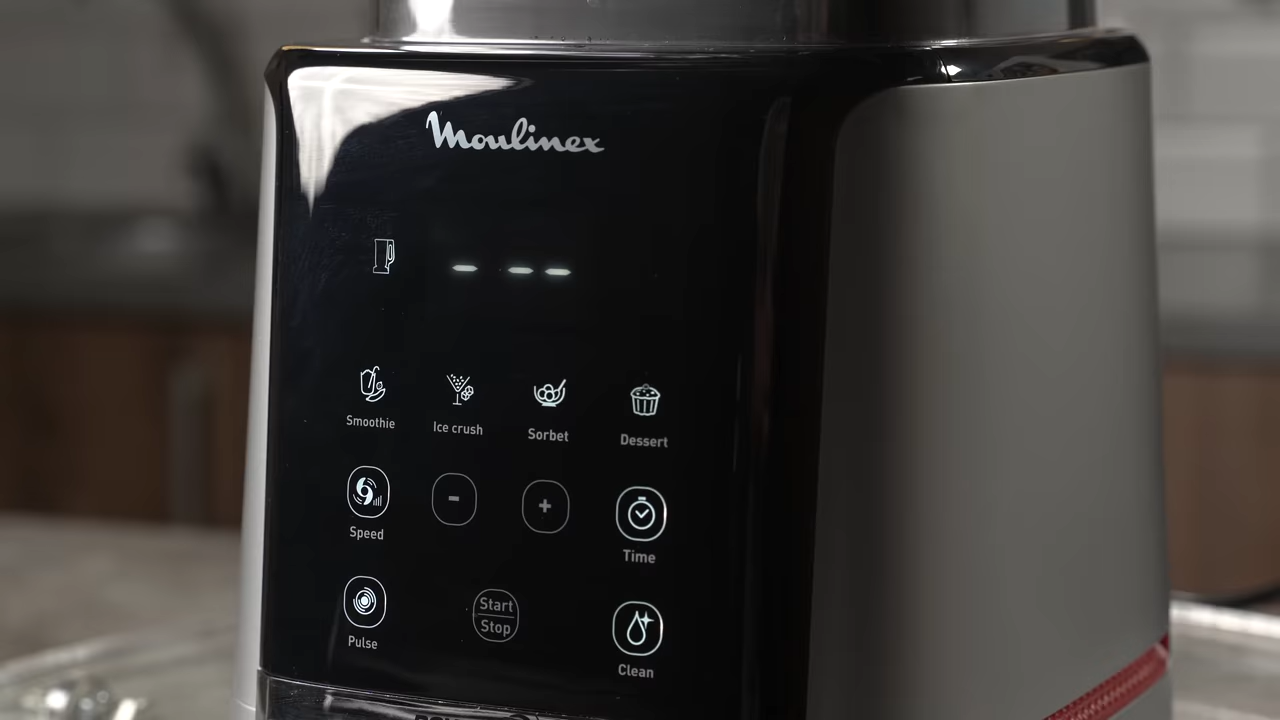 Moulinex
- --
Smoothie
Ice crush
Sorbet
Dessert
Speed
-
+
Time
Pulse
Start
Stop
Clean